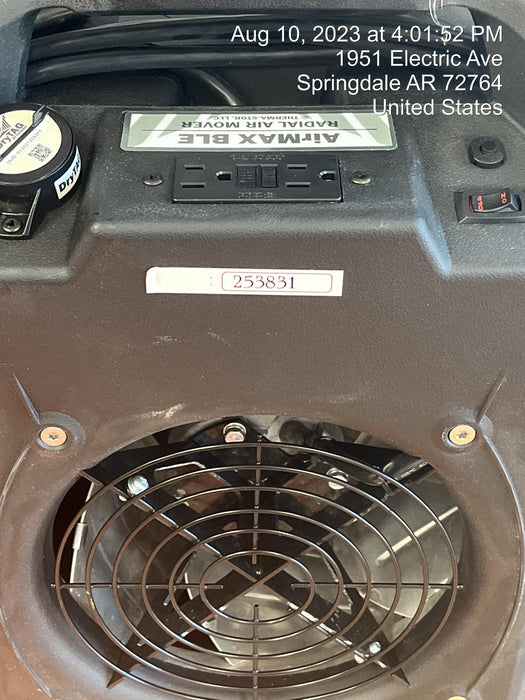 Aug 10, 2023 at 4:01:52 PM
1951 Electric Ave
Springdale AR 72764
United States
AirMAX BLE
RADIAL AIR MOVER
THERMA-STOR, LLC
DryTAG
DryTAG
253831